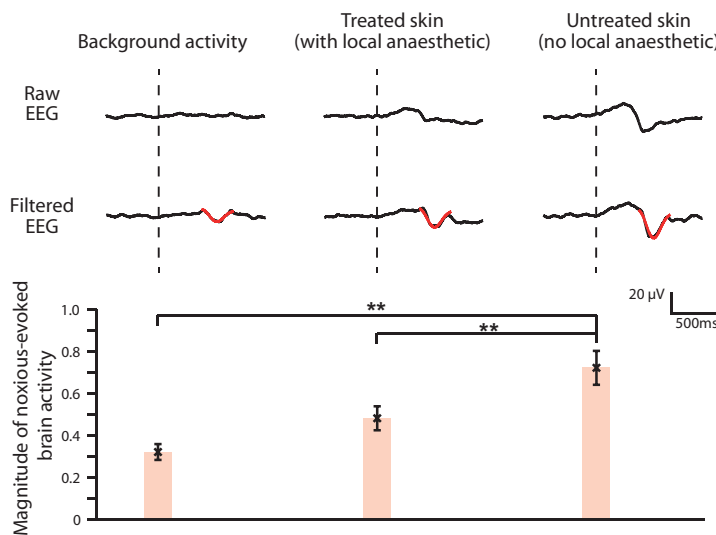 Background activity
Treated skin
(with local anaesthetic)
Untreated skin
(no local anaesthetic)
Raw
EEG
Filtered
EEG
20 µV
500ms
Magnitude of noxious-evoked
brain activity
1.0
0.8
0.6
0.4
0.2
0
**
**